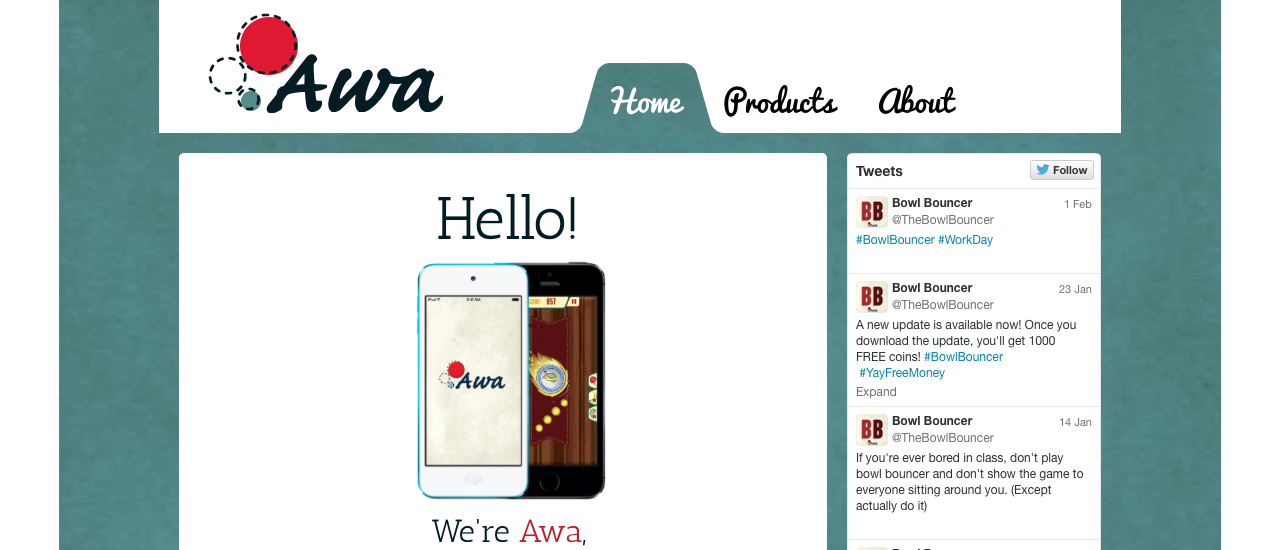 Awa
Home Products About
Hello!
Awa
857
We're Awa,
Tweets
Follow
BB
Bowl Bouncer
1 Feb
@TheBowlBouncer
#BowlBouncer #WorkDay
BB
Bowl Bouncer
23 Jan
@TheBowlBouncer
A new update is available now! Once you
download the update, you'll get 1000
FREE coins! #BowlBouncer
#YayFreeMoney
Expand
BB
Bowl Bouncer
14 Jan
@TheBowlBouncer
If you're ever bored in class, don't play
bowl bouncer and don't show the game to
everyone sitting around you. (Except
actually do it)